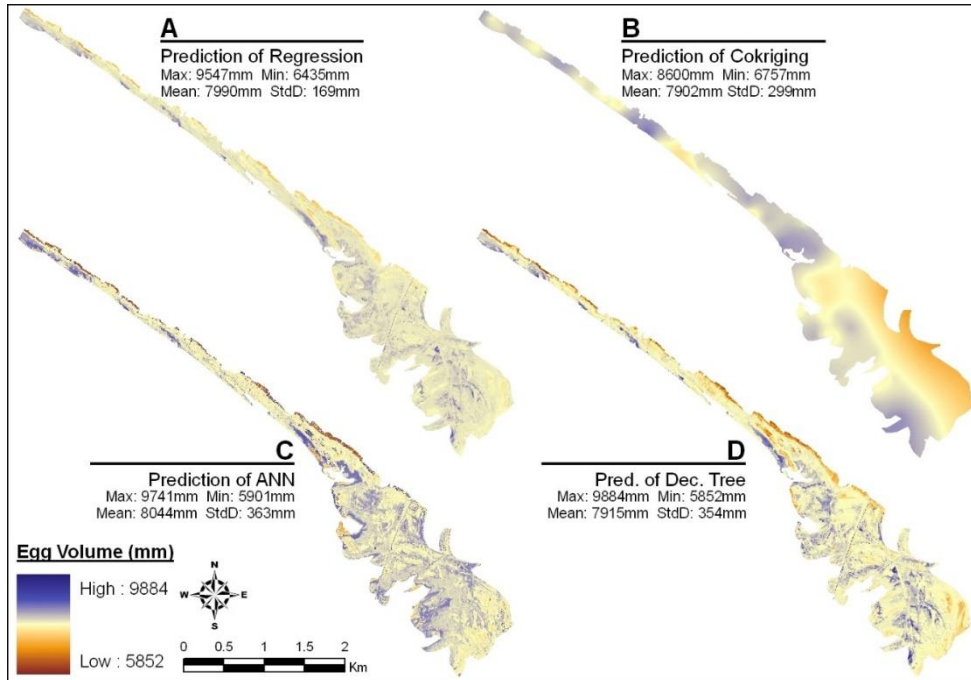 A
Prediction of Regression
Max: 9547mm Min: 6435mm
Mean: 7990mm StdD: 169mm
B
Prediction of Cokriging
Max: 8600mm Min: 6757mm
Mean: 7902mm StdD: 299mm
C
Prediction of ANN
Max: 9741mm Min: 5901mm
Mean: 8044mm StdD: 363mm
D
Pred. of Dec. Tree
Max: 9884mm Min: 5852mm
Mean: 7915mm StdD: 354mm
Egg Volume (mm)
High : 9884
Low : 5852
N
W E
S
0 0.5 1 1.5 2
Km